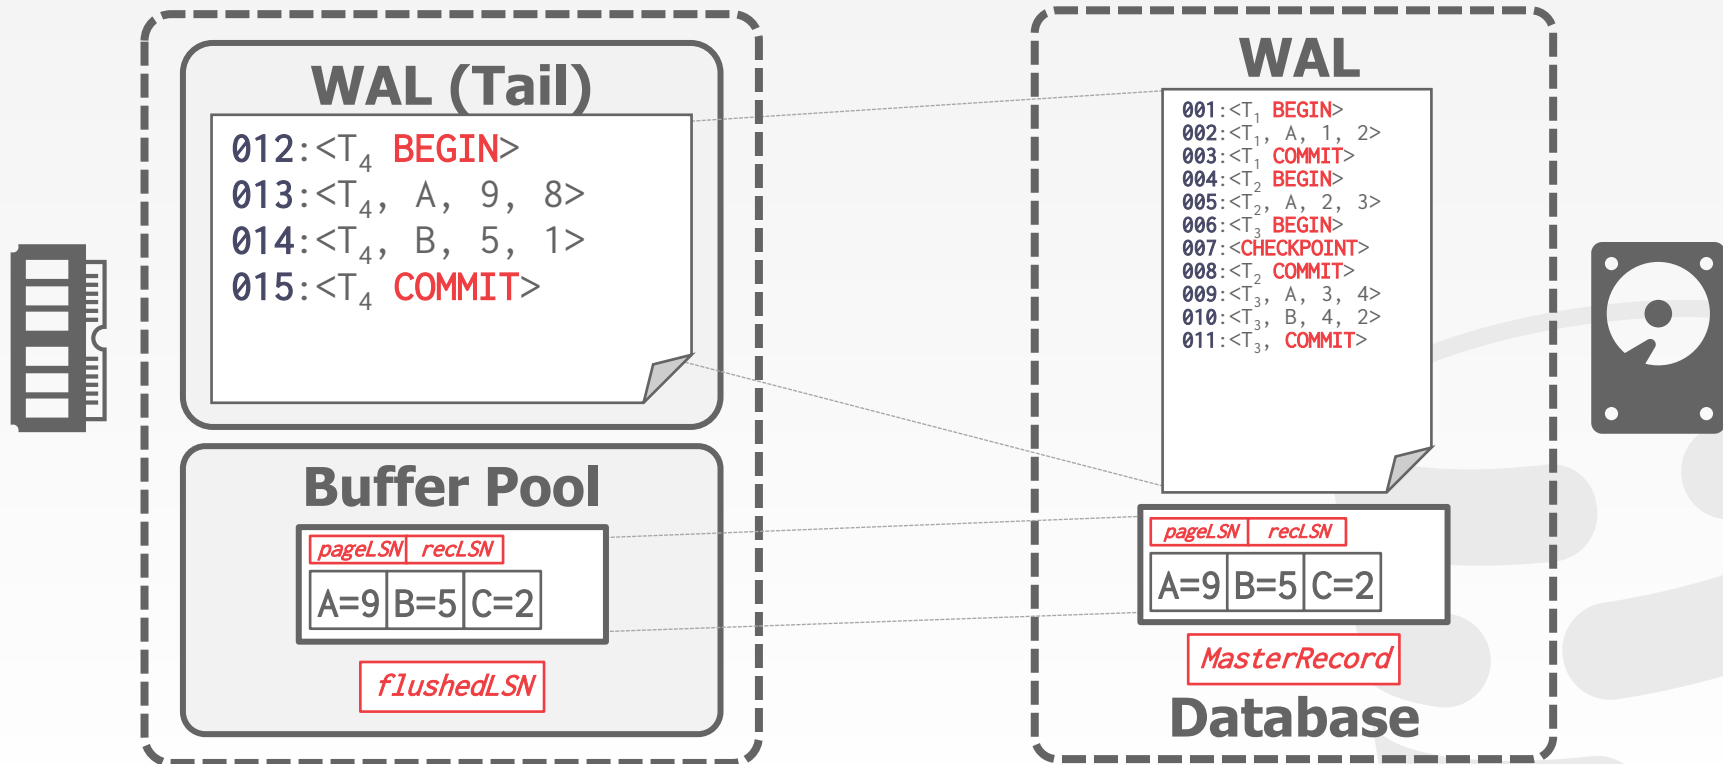 WAL (Tail)
012:<T4 BEGIN>
013:<T4, A, 9, 8>
014:<T4, B, 5, 1>
015:<T4 COMMIT>
Buffer Pool
pageLSN recLSN
A=9 B=5 C=2
flushedLSN
WAL
001:<T1 BEGIN>
002:<T1, A, 1, 2>
003:<T1 COMMIT>
004:<T2 BEGIN>
005:<T2, A, 2, 3>
006:<T3 BEGIN>
007:<CHECKPOINT>
008:<T2 COMMIT>
009:<T3, A, 3, 4>
010:<T3, B, 4, 2>
011:<T3, COMMIT>
pageLSN recLSN
A=9 B=5 C=2
MasterRecord
Database